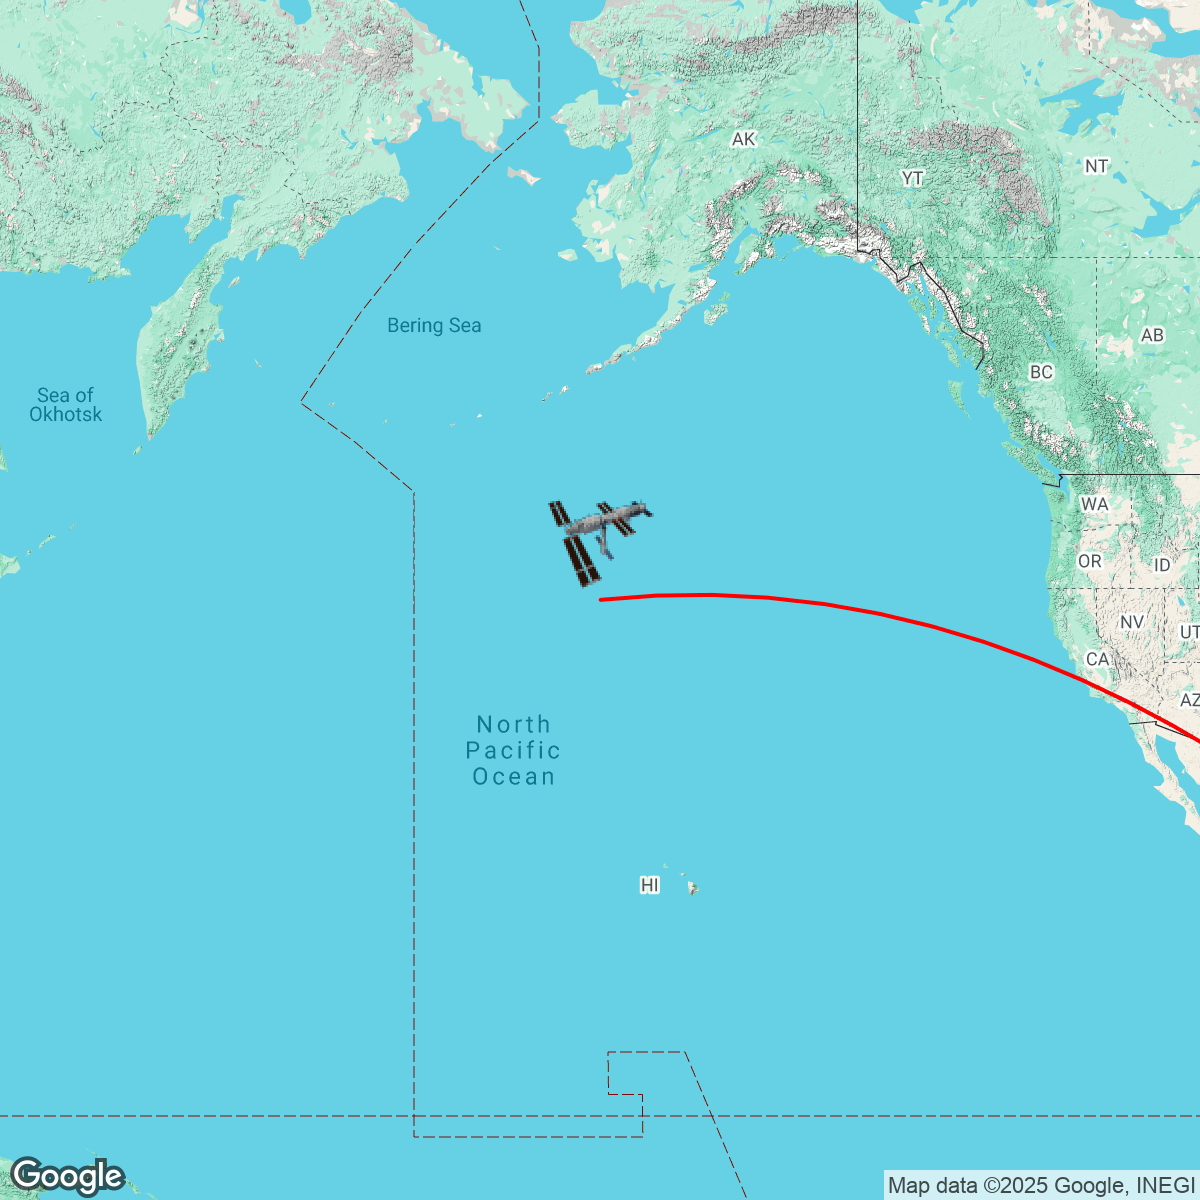 AK
NT
YT
Bering Sea
AB
BC
Sea of
Okhotsk
WA
OR
ID
NV
UT
CA
AZ
North
Pacific
Ocean
HI
Google
Map data ©2025 Google, INEGI